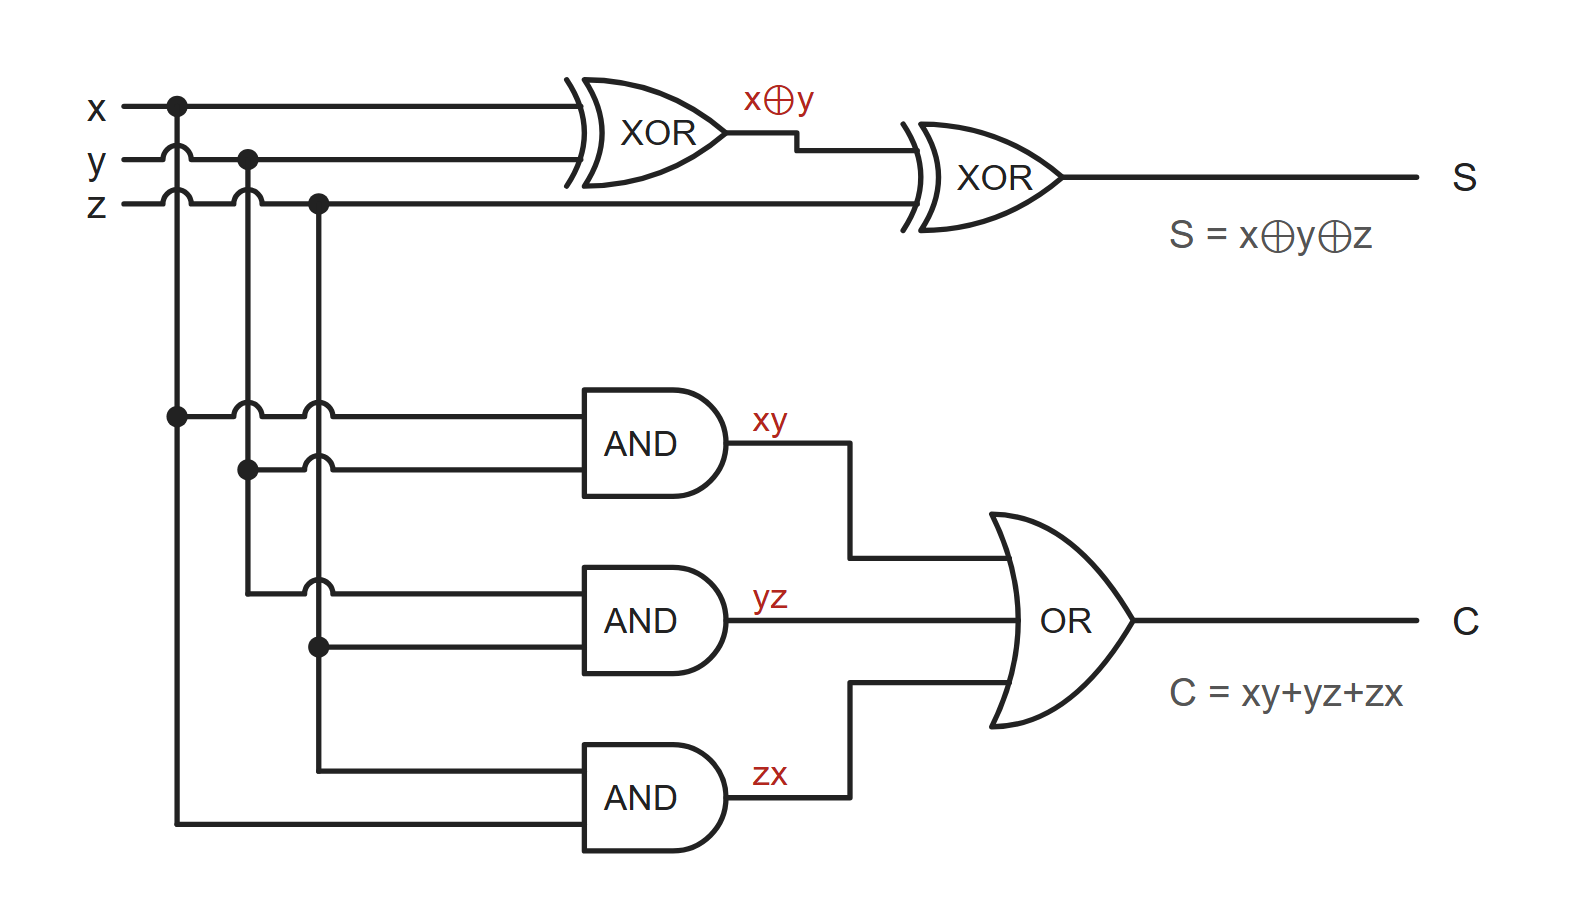 x
y
z
XOR
x⊕y
XOR
S
S = x⊕y⊕z
AND
xy
AND
yz
OR
C
C = xy+yz+zx
AND
zx